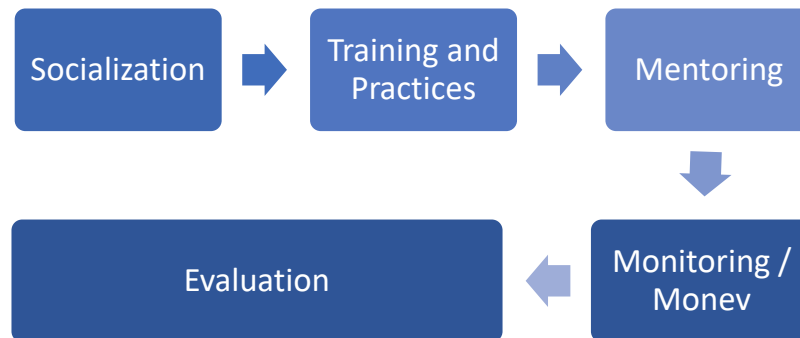 Socialization
Training and
Practices
Mentoring
Monitoring /
Monev
Evaluation